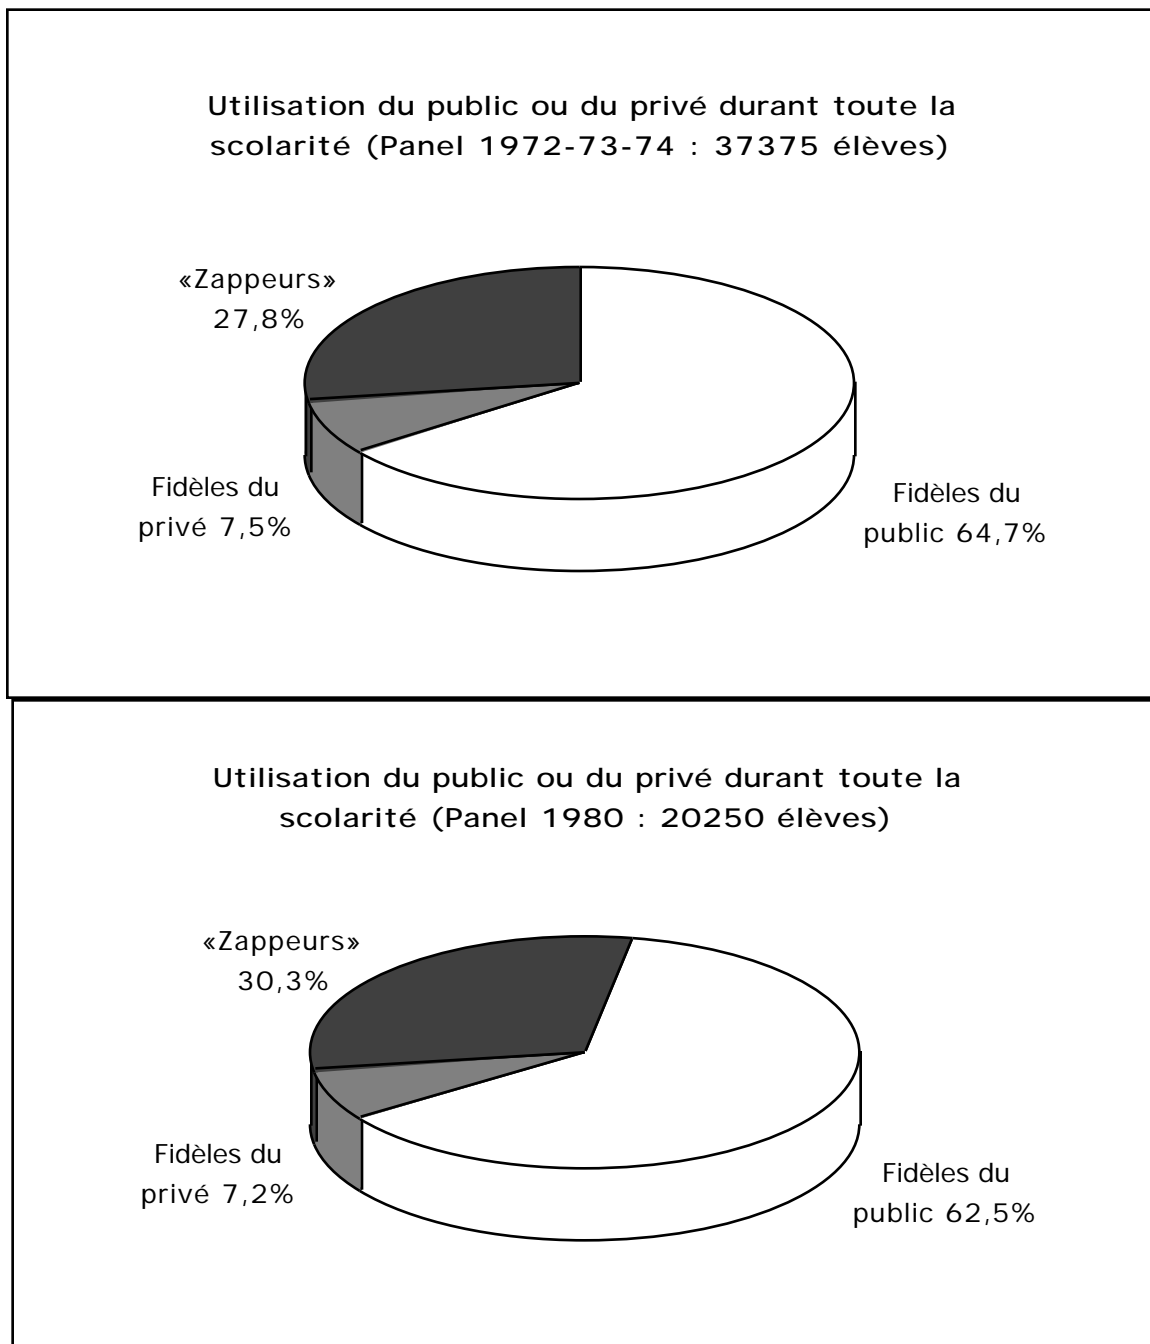 Utilisation du public ou du privé durant toute la
scolarité (Panel 1972-73-74 : 37375 élèves)
«Zappeurs»
27,8%
Fidèles du
privé 7,5%
Fidèles du
public 64,7%
Utilisation du public ou du privé durant toute la
scolarité (Panel 1980 : 20250 élèves)
«Zappeurs»
30,3%
Fidèles du
privé 7,2%
Fidèles du
public 62,5%